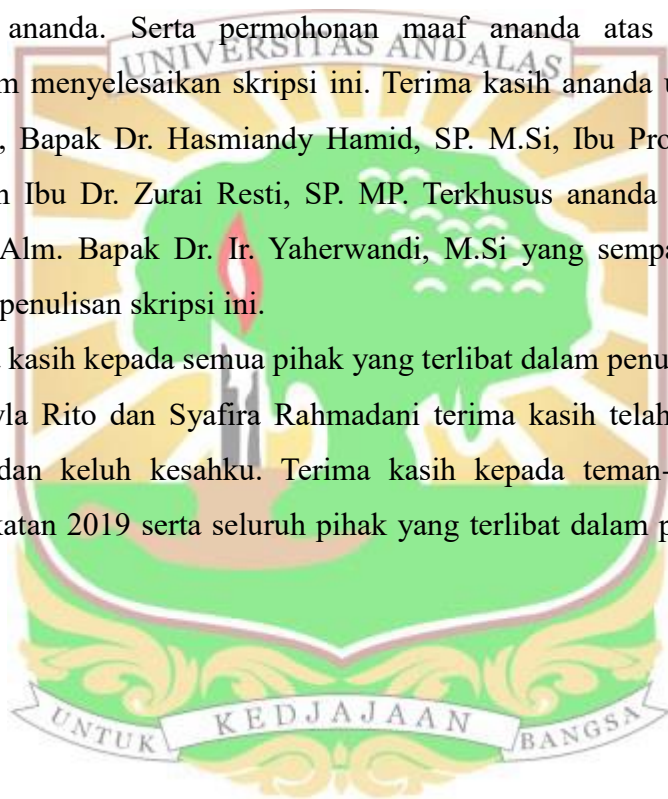 ananda. Serta permohonan maaf ananda atas
UNIVERSITAS ANDALAS
m menyelesaikan skripsi ini. Terima kasih ananda u
, Bapak Dr. Hasmiandy Hamid, SP. M.Si, Ibu Pro
n Ibu Dr. Zurai Resti, SP. MP. Terkhusus ananda
Alm. Bapak Dr. Ir. Yaherwandi, M.Si yang sempa
penulisan skripsi ini.
kasih kepada semua pihak yang terlibat dalam penu
yla Rito dan Syafira Rahmadani terima kasih telah
dan keluh kesahku. Terima kasih kepada teman-
katan 2019 serta seluruh pihak yang terlibat dalam p
UNTUK KEDJAJAAN BANGSA